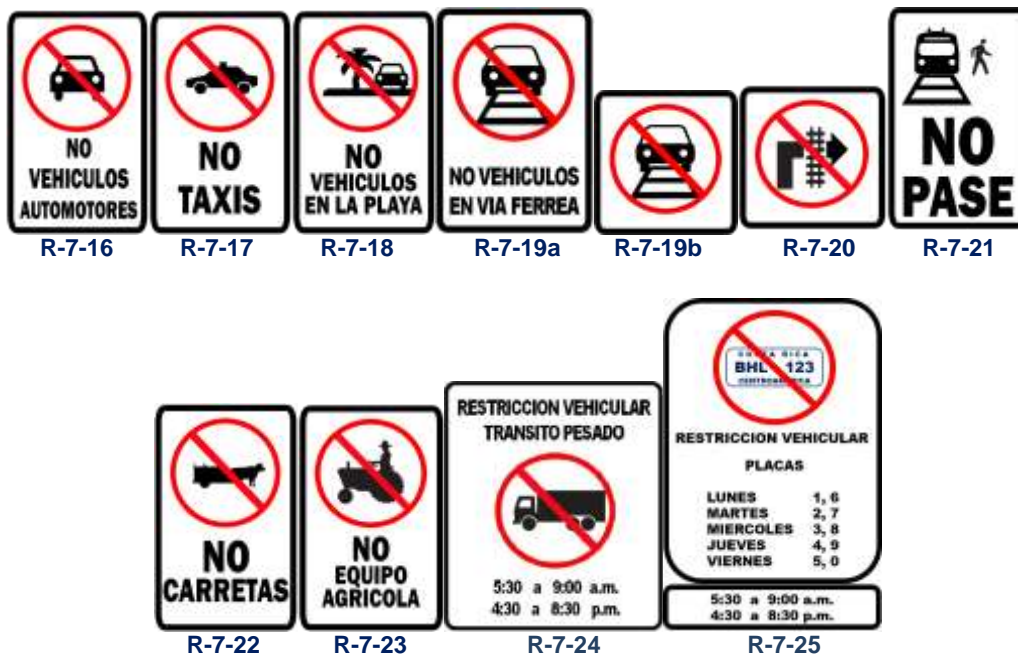 NO
VEHICULOS
AUTOMOTORES
R-7-16
NO
TAXIS
R-7-17
NO
VEHICULOS
EN LA PLAYA
R-7-18
NO VEHICULOS
EN VIA FERREA
R-7-19a
R-7-19b
R-7-20
NO
PASE
R-7-21
NO
CARRETAS
R-7-22
NO
EQUIPO
AGRICOLA
R-7-23
RESTRICCION VEHICULAR
TRANSITO PESADO
5:30 a 9:00 a.m.
4:30 a 8:30 p.m.
R-7-24
RICA
BHL 123
RESTRICCION VEHICULAR
PLACAS
LUNES 1, 6
MARTES 2, 7
MIERCOLES 3, 8
JUEVES 4, 9
VIERNES 5, 0
5:30 a 9:00 a.m.
4:30 a 8:30 p.m.
R-7-25